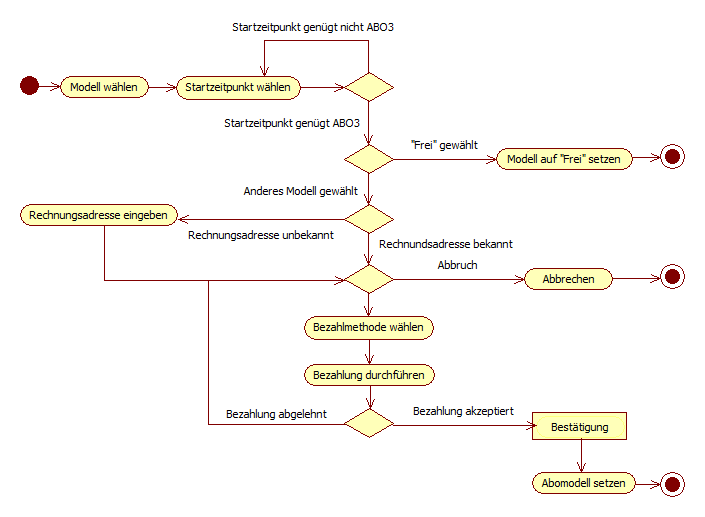 Startzeitpunkt genügt nicht ABO3
Modell wählen
Startzeitpunkt wählen
Startzeitpunkt genügt ABO3
"Frei" gewählt
Modell auf "Frei" setzen
Anderes Modell gewählt
Rechnungsadresse eingeben
Rechnungsadresse unbekannt
Rechnundsadresse bekannt
Abbruch
Abbrechen
Bezahlmethode wählen
Bezahlung durchführen
Bezahlung abgelehnt
Bezahlung akzeptiert
Bestätigung
Abomodell setzen